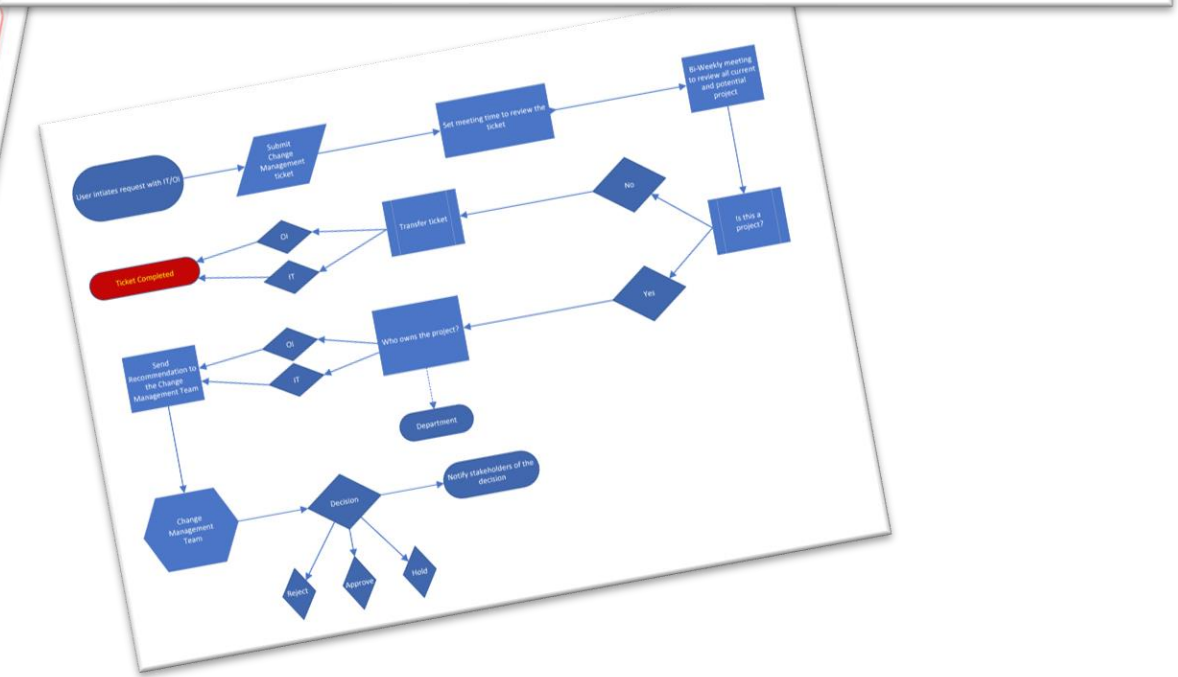 User intiates request with IT/OI
Submit
Change
Management
ticket
Set meeting time to review the
ticket
Bi-Weekly meeting
to review all current
and potential
project
Is this a
project?
No
Transfer ticket
OI
IT
Ticket Completed
Yes
Who owns the project?
OI
IT
Department
Send
Recommendation to
the Change
Management Team
Change
Management
Team
Decision
Notify stakeholders of the
decision
Reject
Approve
Hold